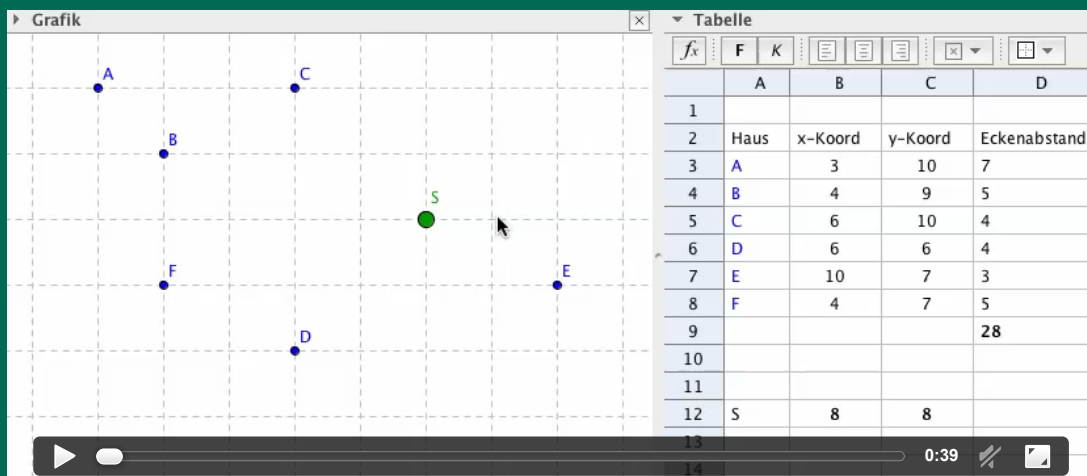 Grafik
A
C
B
S
F
E
D
Tabelle
fx F K
A B C D
1
2 Haus x-Koord y-Koord Eckenabstand
3 A 3 10 7
4 B 4 9 5
5 C 6 10 4
6 D 6 6 4
7 E 10 7 3
8 F 4 7 5
9 28
10
11
12 S 8 8
13
14
0:39